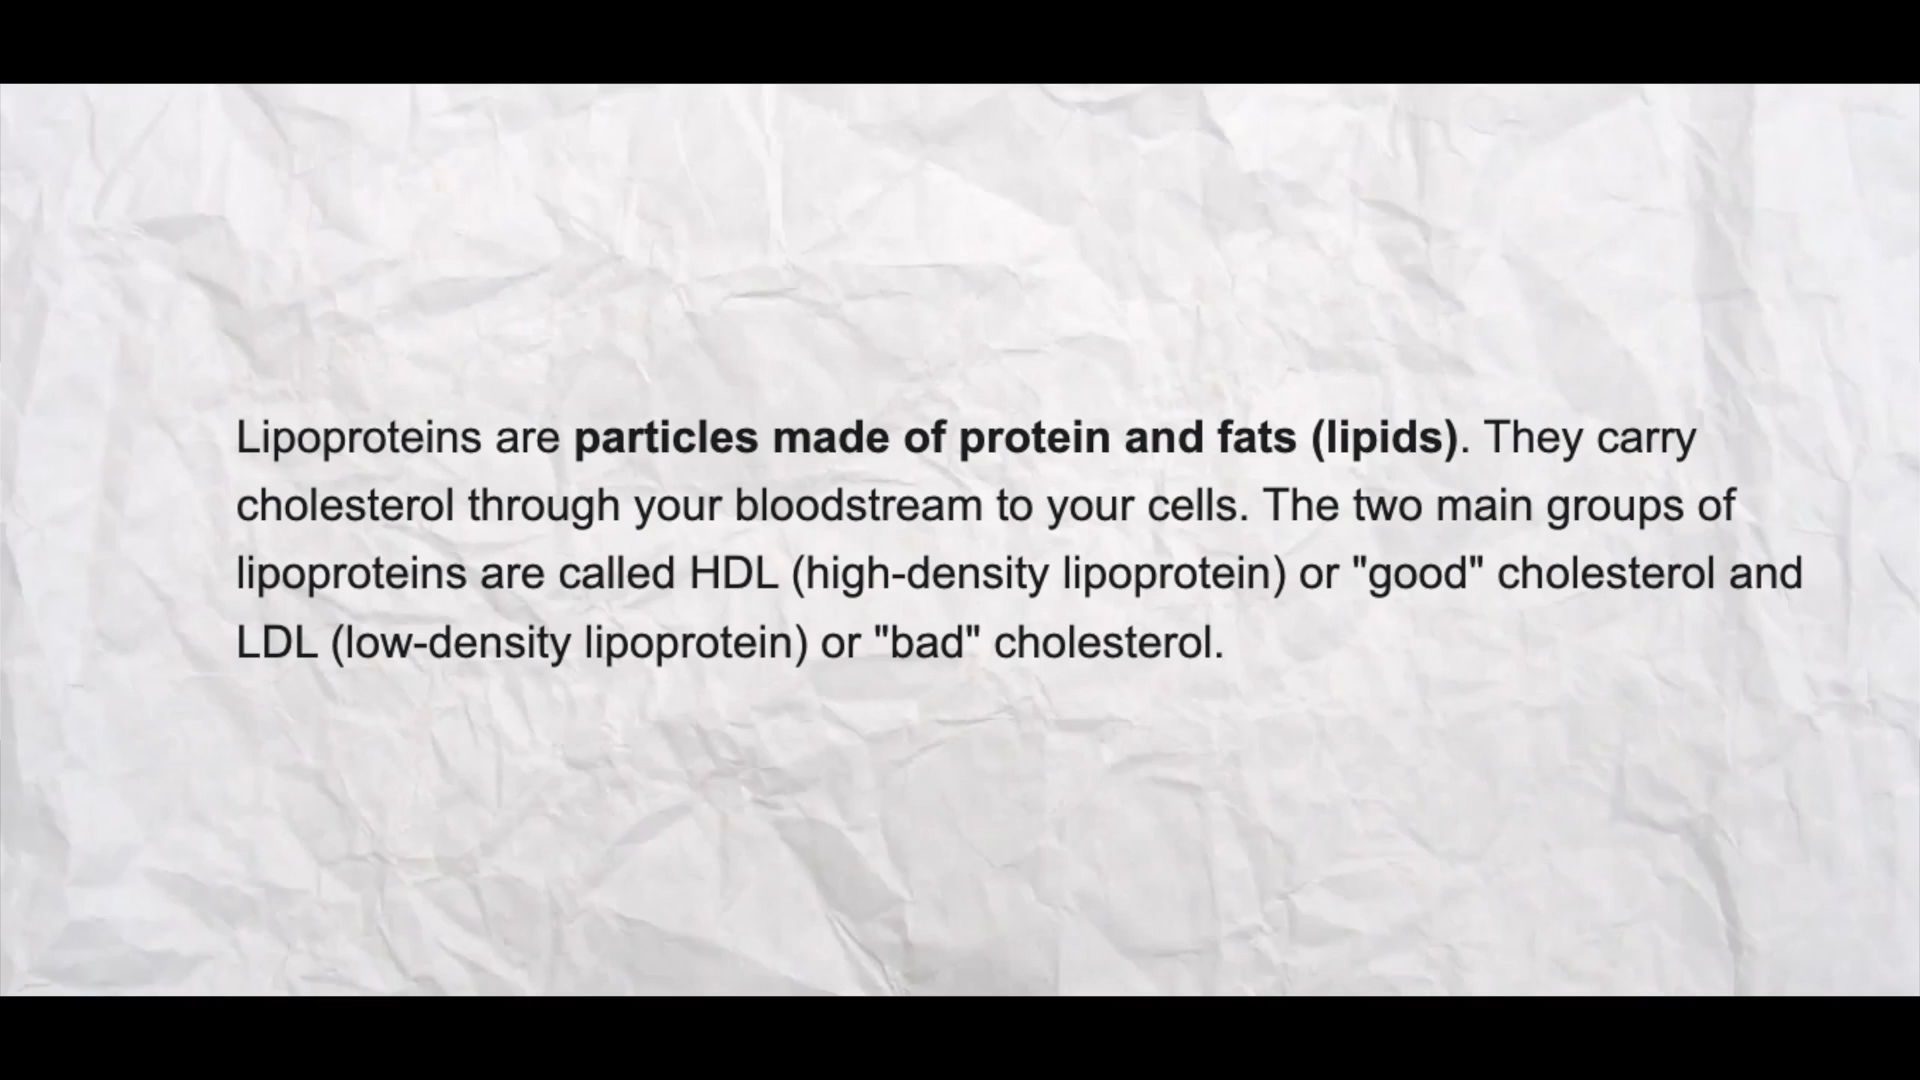 Lipoproteins are particles made of protein and fats (lipids). They carry
cholesterol through your bloodstream to your cells. The two main groups of
lipoproteins are called HDL (high-density lipoprotein) or "good" cholesterol and
LDL (low-density lipoprotein) or "bad" cholesterol.